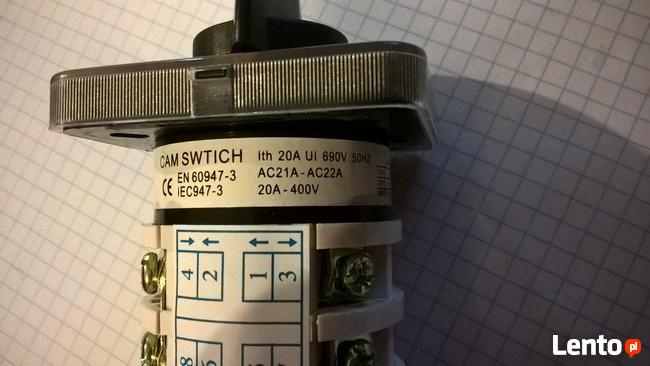 CAM SWTICH Ith 20A UI 690V 50HZ
CE EN 60947-3 AC21A-AC22A
IEC947-3 20A-400V
4 2 1 3
8
Lento pl